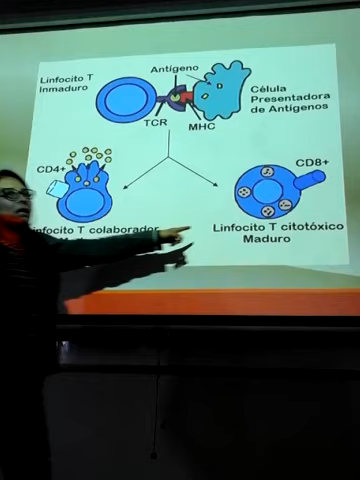 Antígeno
Linfocito T
Inmaduro
Célula
Presentadora
de Antígenos
TCR
MHC
CD4+
CD8+
Linfocito T colaborador
Linfocito T citotóxico
Maduro